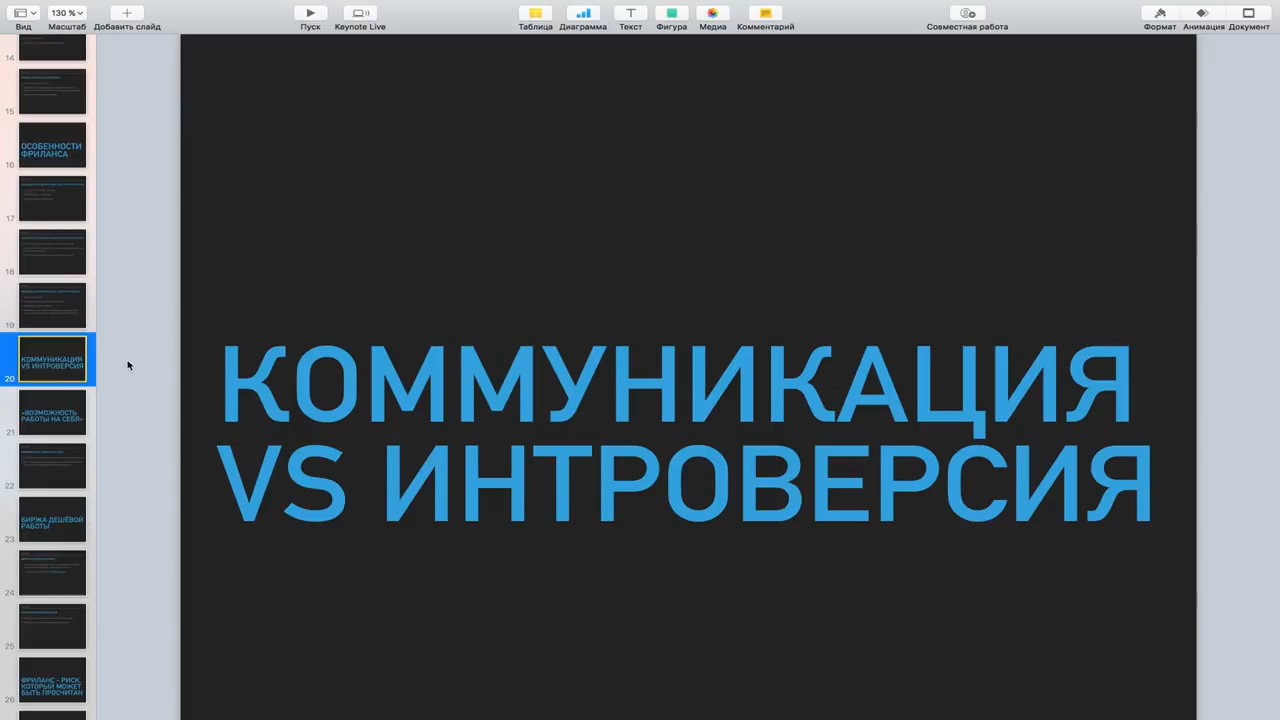 130 %
Вид
Масштаб
Добавить слайд
Пуск
Keynote Live
Таблица
Диаграмма
Текст
Фигура
Медиа
Комментарий
Совместная работа
Формат
Анимация
Документ
14
15
ОСОБЕННОСТИ
ФРИЛАНСА
16
17
18
19
КОММУНИКАЦИЯ
VS ИНТРОВЕРСИЯ
20
«ВОЗМОЖНОСТЬ
РАБОТЫ НА СЕБЯ»
21
22
БИРЖА ДЕШЁВОЙ
РАБОТЫ
23
24
25
ФРИЛАНС - РИСК,
КОТОРЫЙ МОЖЕТ
БЫТЬ ПРОСЧИТАН
26
КОММУНИКАЦИЯ
VS ИНТРОВЕРСИЯ